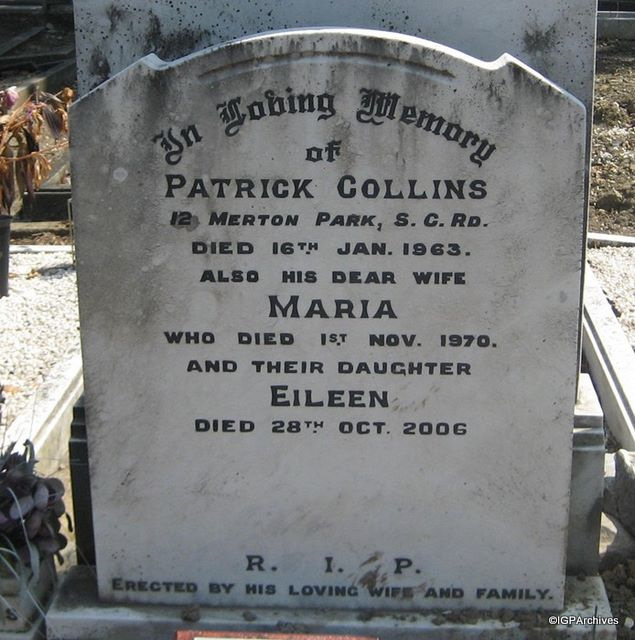 In Loving Memory
of
PATRICK COLLINS
12 MERTON PARK, S.C.RD.
DIED 16TH JAN. 1963.
ALSO HIS DEAR WIFE
MARIA
WHO DIED 1ST NOV. 1970.
AND THEIR DAUGHTER
EILEEN
DIED 28TH OCT. 2006
R. I. P.
ERECTED BY HIS LOVING WIFE AND FAMILY.
©IGPArchives